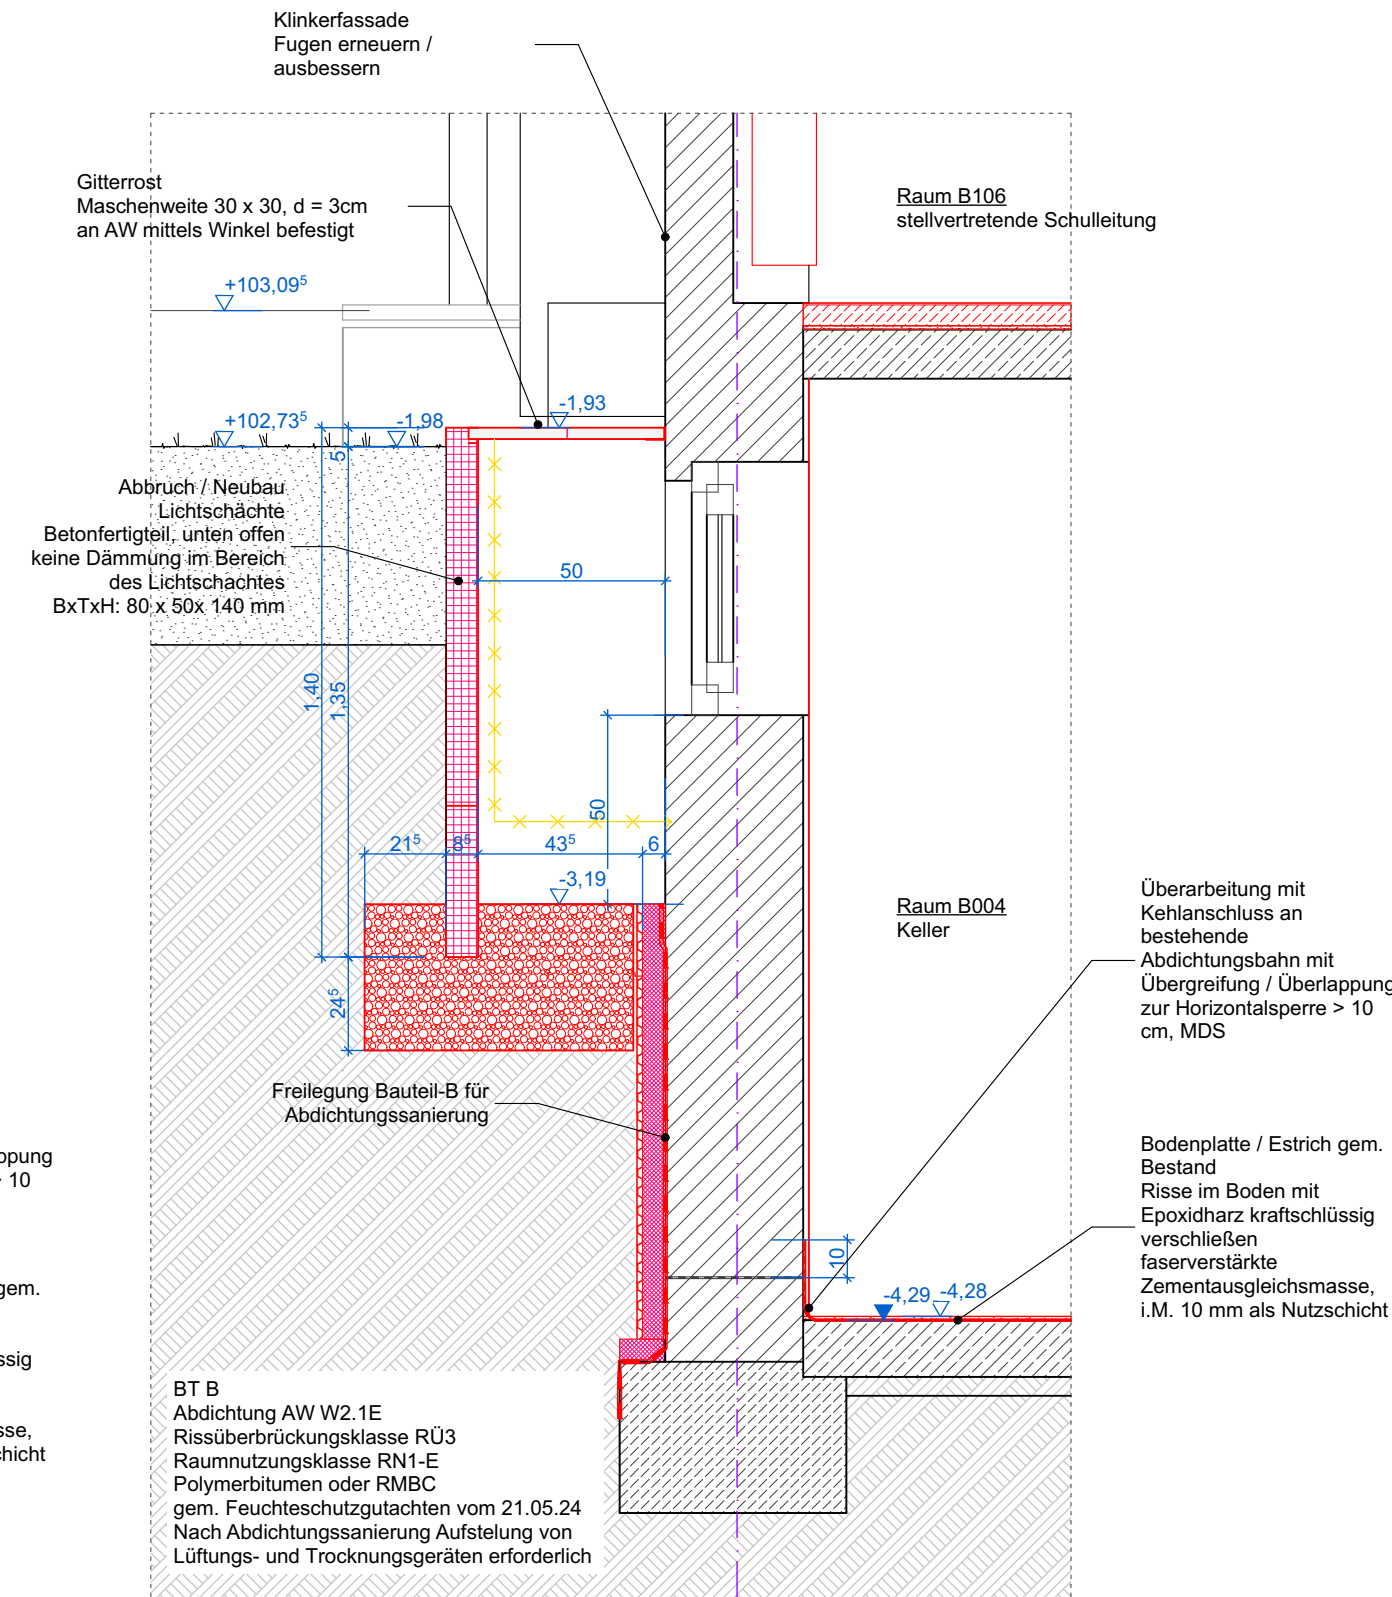 Klinkerfassade
Fugen erneuern /
ausbessern
Gitterrost
Maschenweite 30 x 30, d = 3cm
an AW mittels Winkel befestigt
Raum B106
stellvertretende Schulleitung
+103,09⁵
-1,93
+102,73⁵
-1,98
5
Abbruch / Neubau
Lichtschächte
Betonfertigteil, unten offen
keine Dämmung im Bereich
des Lichtschachtes
BxTxH: 80 x 50x 140 mm
50
1,40
1,35
50
21⁵
8⁵
43⁵
6
-3,19
24⁵
Raum B004
Keller
Überarbeitung mit
Kehlanschluss an
bestehende
Abdichtungsbahn mit
Übergreifung / Überlappung
zur Horizontalsperre > 10
cm, MDS
Freilegung Bauteil-B für
Abdichtungssanierung
Bodenplatte / Estrich gem.
Bestand
Risse im Boden mit
Epoxidharz kraftschlüssig
verschließen
faserverstärkte
Zementausgleichsmasse,
i.M. 10 mm als Nutzschicht
10
-4,29
-4,28
ppung
10
gem.
ssig
sse,
chicht
BT B
Abdichtung AW W2.1E
Rissüberbrückungsklasse RÜ3
Raumnutzungsklasse RN1-E
Polymerbitumen oder RMBC
gem. Feuchteschutzgutachten vom 21.05.24
Nach Abdichtungssanierung Aufstelung von
Lüftungs- und Trocknungsgeräten erforderlich